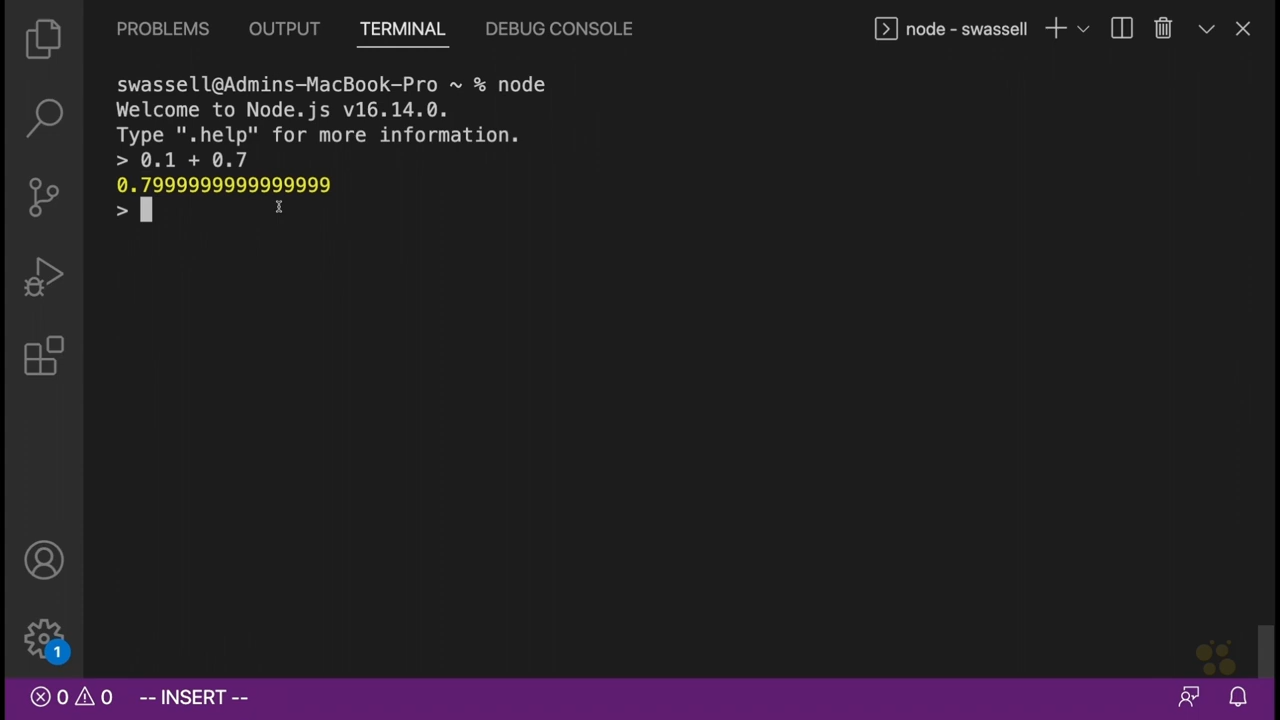 PROBLEMS OUTPUT TERMINAL DEBUG CONSOLE node - swassell
swassell@Admins-MacBook-Pro ~ % node
Welcome to Node.js v16.14.0.
Type ".help" for more information.
> 0.1 + 0.7
0.7999999999999999
>
1
0 0 -- INSERT --